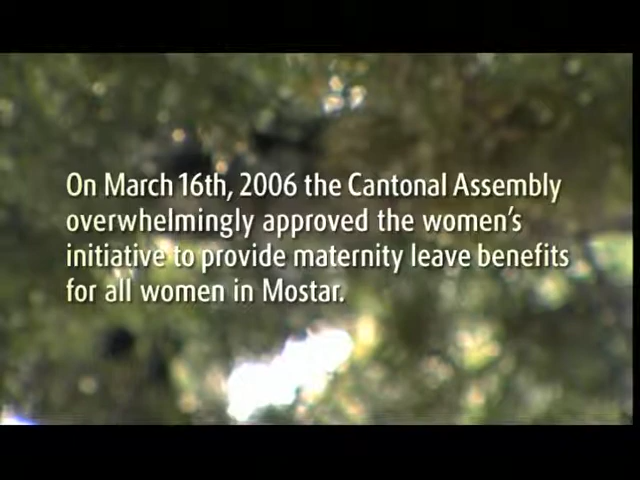 On March 16th, 2006 the Cantonal Assembly
overwhelmingly approved the women's
initiative to provide maternity leave benefits
for all women in Mostar.